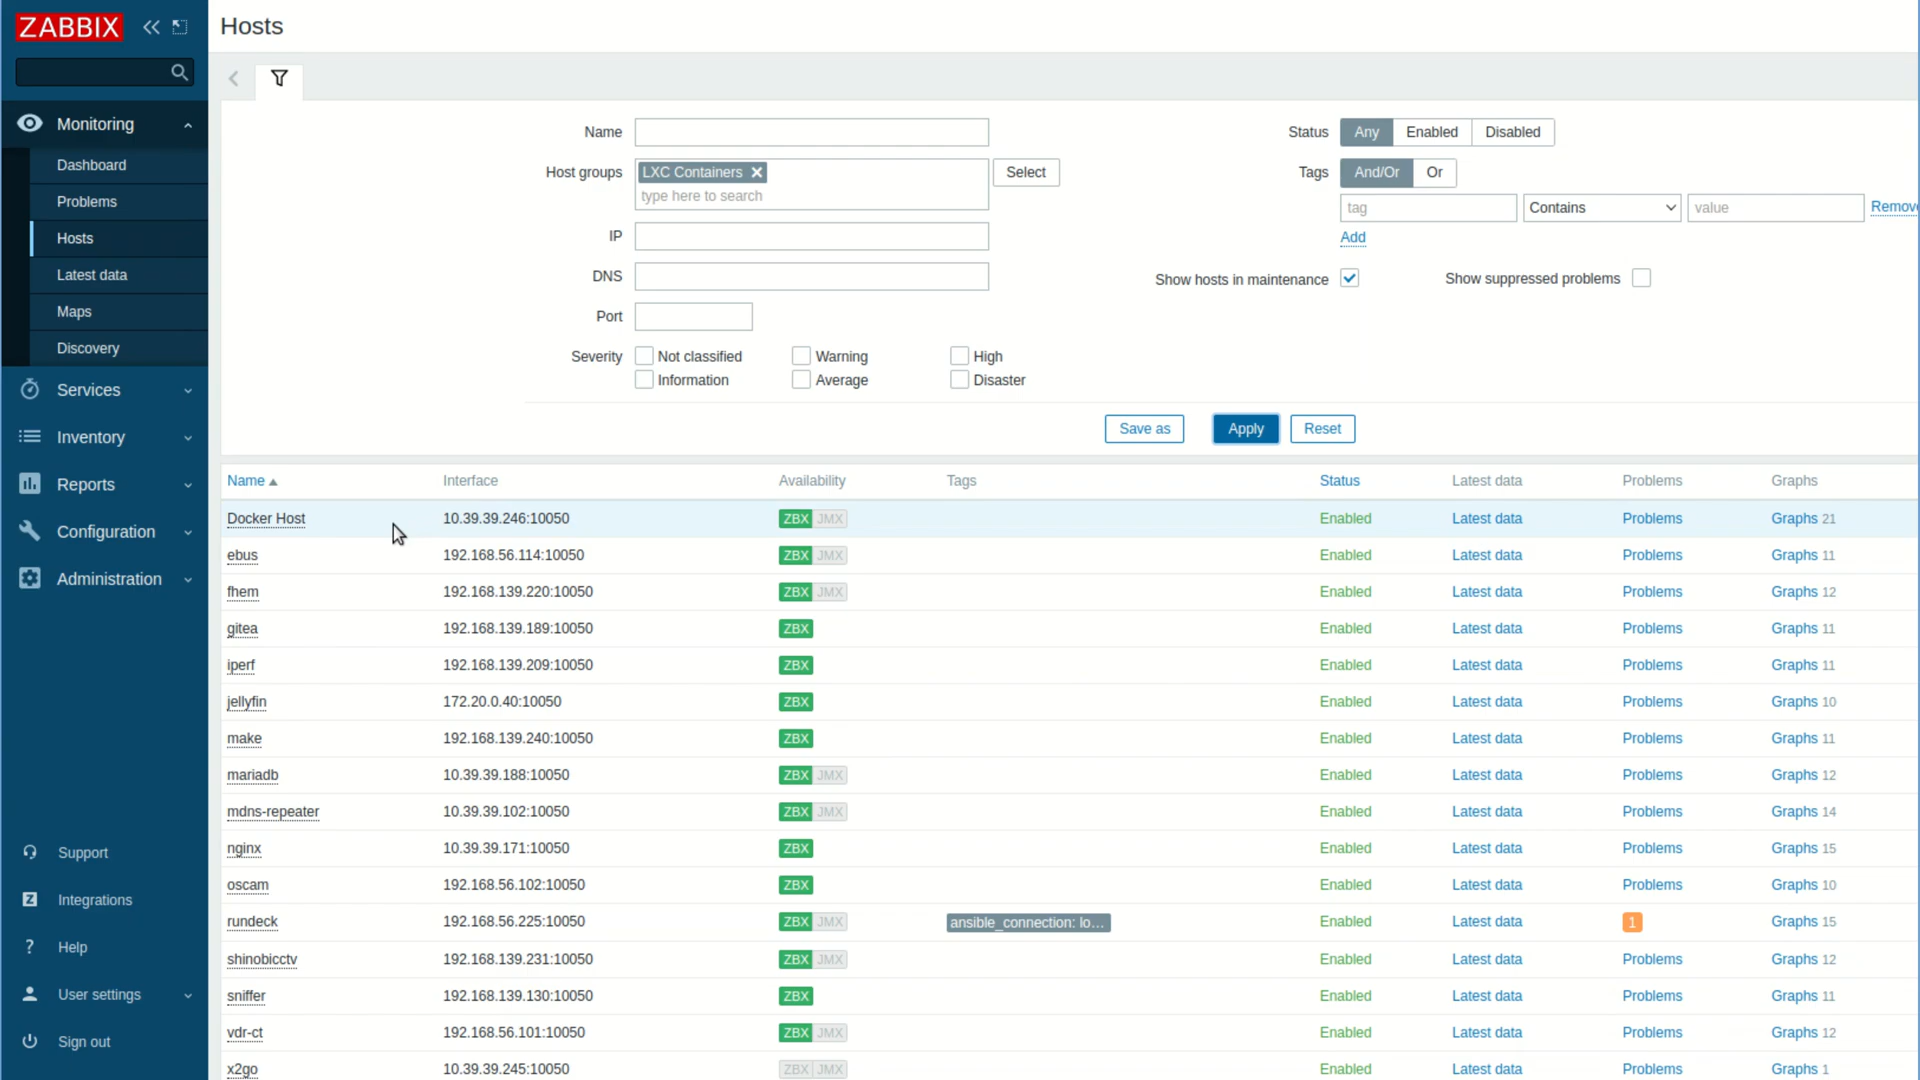 ZABBIX
Hosts
Monitoring
Dashboard
Problems
Hosts
Latest data
Maps
Discovery
Services
Inventory
Reports
Configuration
Administration
Support
Integrations
Help
User settings
Sign out
Name
Host groups LXC Containers Select
type here to search
IP
DNS
Port
Severity Not classified Warning High
Information Average Disaster
Status Any Enabled Disabled
Tags And/Or Or
tag Contains value Remove
Add
Show hosts in maintenance Show suppressed problems
Save as Apply Reset
Name Interface Availability Tags Status Latest data Problems Graphs
Docker Host 10.39.39.246:10050 ZBX JMX Enabled Latest data Problems Graphs 21
ebus 192.168.56.114:10050 ZBX JMX Enabled Latest data Problems Graphs 11
fhem 192.168.139.220:10050 ZBX JMX Enabled Latest data Problems Graphs 12
gitea 192.168.139.189:10050 ZBX Enabled Latest data Problems Graphs 11
iperf 192.168.139.209:10050 ZBX Enabled Latest data Problems Graphs 11
jellyfin 172.20.0.40:10050 ZBX Enabled Latest data Problems Graphs 10
make 192.168.139.240:10050 ZBX Enabled Latest data Problems Graphs 11
mariadb 10.39.39.188:10050 ZBX JMX Enabled Latest data Problems Graphs 12
mdns-repeater 10.39.39.102:10050 ZBX JMX Enabled Latest data Problems Graphs 14
nginx 10.39.39.171:10050 ZBX Enabled Latest data Problems Graphs 15
oscam 192.168.56.102:10050 ZBX Enabled Latest data Problems Graphs 10
rundeck 192.168.56.225:10050 ZBX JMX ansible_connection: lo... Enabled Latest data 1 Graphs 15
shinobicctv 192.168.139.231:10050 ZBX JMX Enabled Latest data Problems Graphs 12
sniffer 192.168.139.130:10050 ZBX Enabled Latest data Problems Graphs 11
vdr-ct 192.168.56.101:10050 ZBX JMX Enabled Latest data Problems Graphs 12
x2go 10.39.39.245:10050 ZBX JMX Enabled Latest data Problems Graphs 1